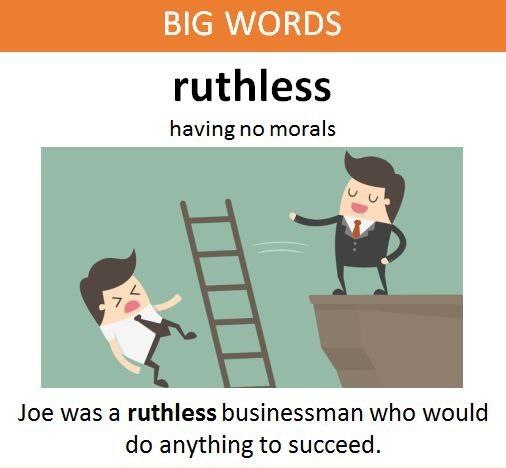 BIG WORDS
ruthless
having no morals
Joe was a ruthless businessman who would
do anything to succeed.